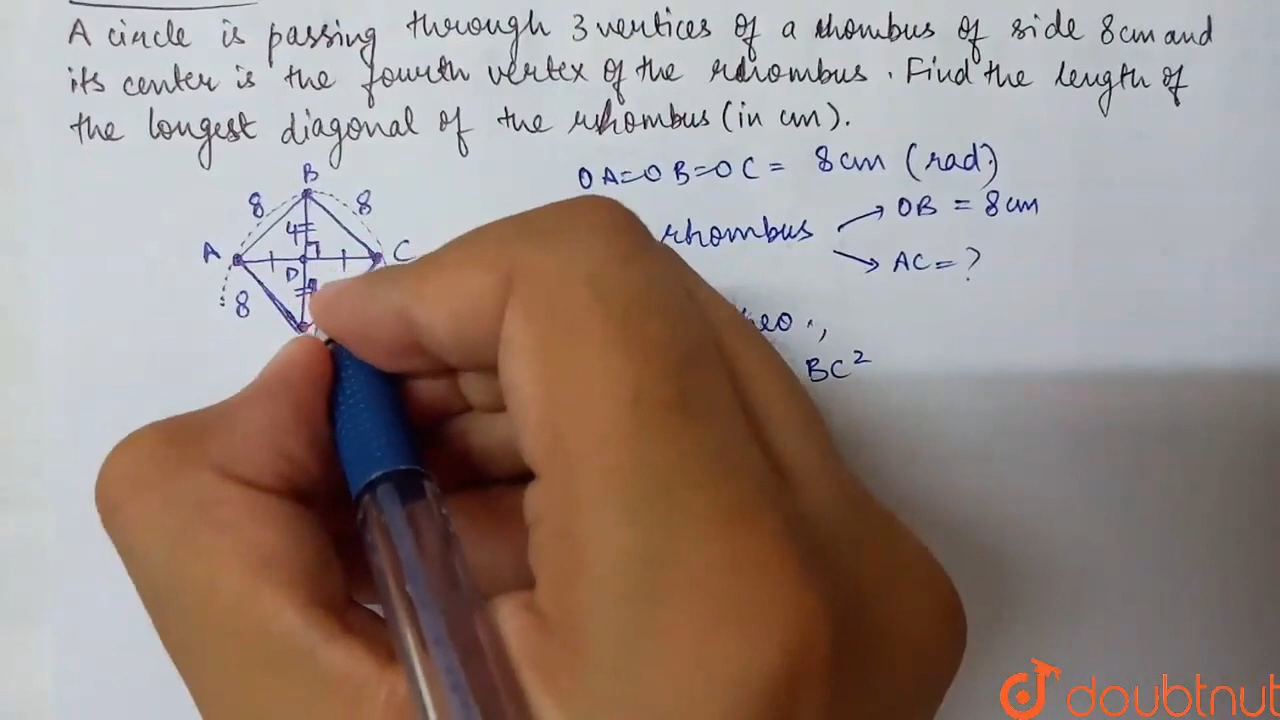 A circle is passing through 3 vertices of a rhombus of side 8cm and
its center is the fourth vertex of the rhombus. Find the length of
the longest diagonal of the rhombus (in cm).
OA=OB=OC = 8cm (rad.)
rhombus
OB = 8cm
AC = ?
BC²
B
8
8
4
A
C
D
8
doubtnut